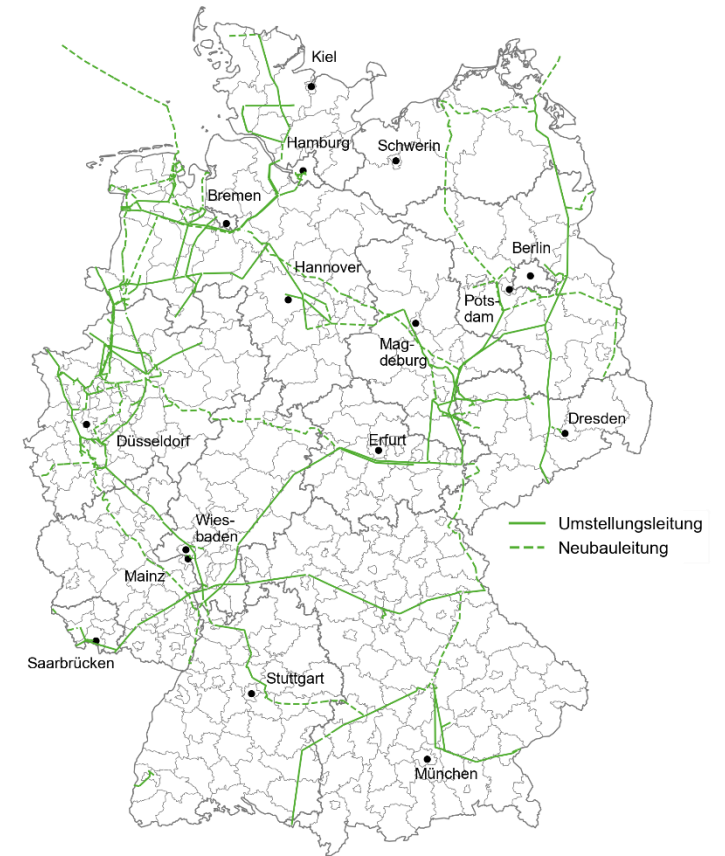 Kiel
Hamburg
Schwerin
Bremen
Berlin
Hannover
Pots-
dam
Mag-
deburg
Düsseldorf
Erfurt
Dresden
Wies-
baden
Mainz
Umstellungsleitung
Neubauleitung
Saarbrücken
Stuttgart
München